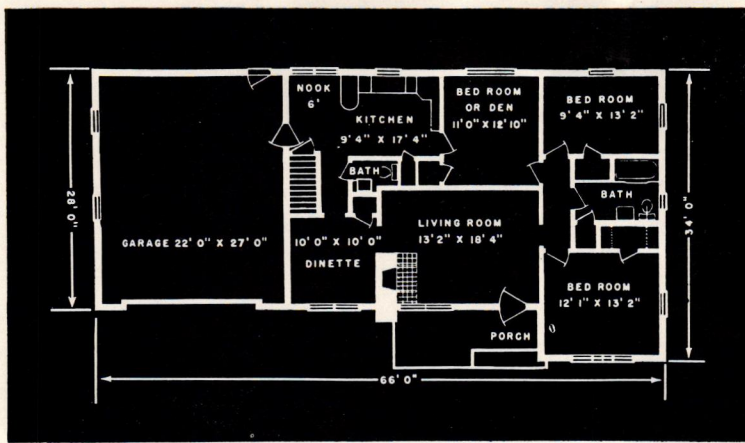 NOOK
6'
KITCHEN
9' 4" X 17' 4"
BED ROOM
OR DEN
11' 0" X 12' 10"
BED ROOM
9' 4" X 13' 2"
BATH
BATH
28' 0"
34' 0"
GARAGE 22' 0" X 27' 0"
10' 0" X 10' 0"
DINETTE
LIVING ROOM
13' 2" X 18' 4"
BED ROOM
12' 1" X 13' 2"
PORCH
66' 0"